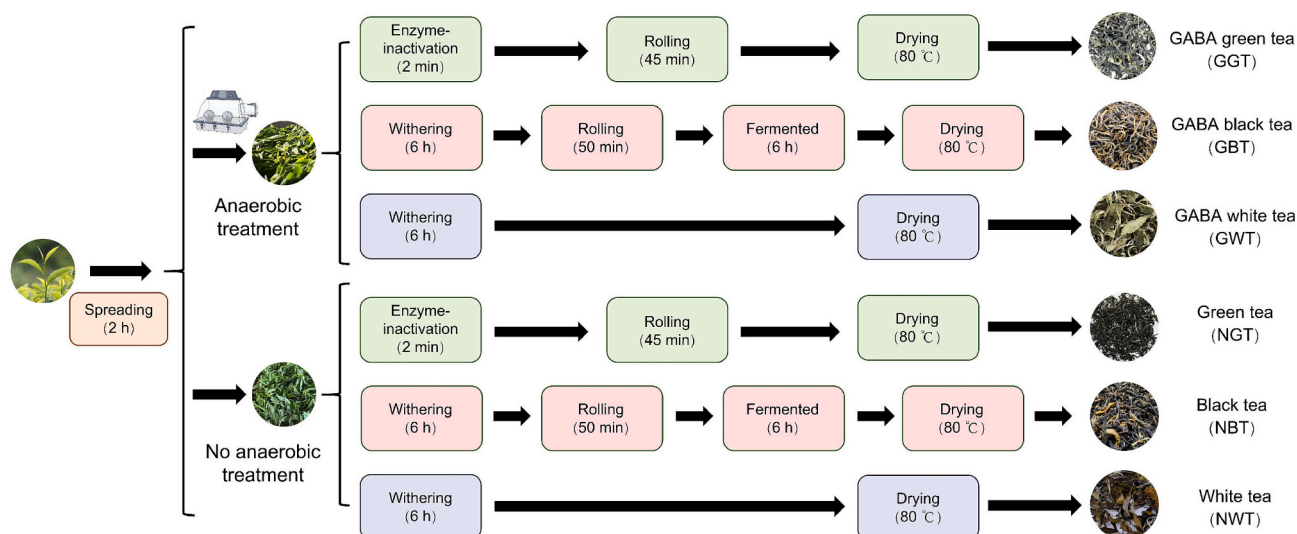 Enzyme-
inactivation
(2 min)
Rolling
(45 min)
Drying
(80 ℃)
GABA green tea
(GGT)
Withering
(6 h)
Rolling
(50 min)
Fermented
(6 h)
Drying
(80℃)
GABA black tea
(GBT)
Anaerobic
treatment
Withering
(6 h)
Drying
(80 ℃)
GABA white tea
(GWT)
Spreading
(2 h)
Enzyme-
inactivation
(2 min)
Rolling
(45 min)
Drying
(80 ℃)
Green tea
(NGT)
Withering
(6 h)
Rolling
(50 min)
Fermented
(6 h)
Drying
(80℃)
Black tea
(NBT)
No anaerobic
treatment
Withering
(6 h)
Drying
(80 ℃)
White tea
(NWT)